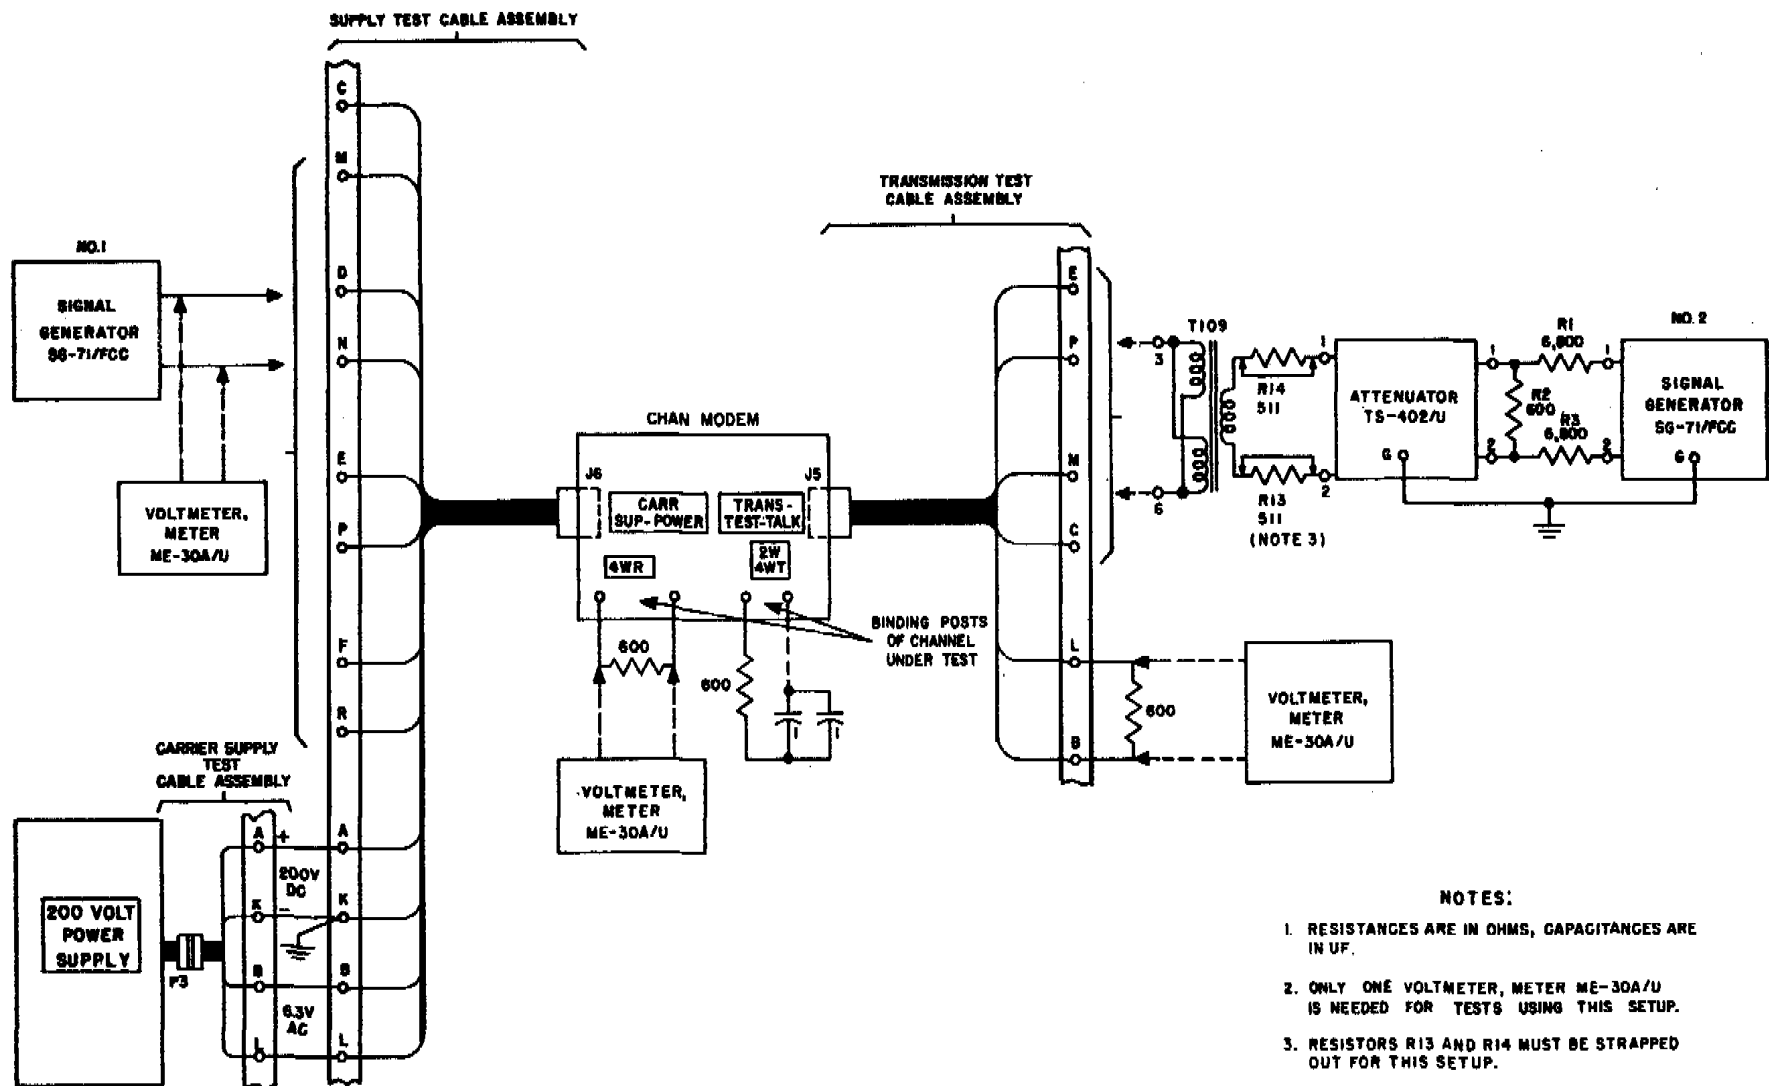 SUPPLY TEST CABLE ASSEMBLY
C
M
D
N
E
P
F
R
A
K
B
L
NO.1
SIGNAL
GENERATOR
SG-71/FCC
VOLTMETER,
METER
ME-30A/U
CARRIER SUPPLY
TEST
CABLE ASSEMBLY
200 VOLT
POWER
SUPPLY
P3
A
+
200V
DC
K
-
B
6.3V
AC
L
CHAN MODEM
J6
CARR
SUP-POWER
TRANS-
TEST-TALK
J5
4WR
2W
4WT
BINDING POSTS
OF CHANNEL
UNDER TEST
600
600
1
1
VOLTMETER,
METER
ME-30A/U
TRANSMISSION TEST
CABLE ASSEMBLY
E
P
M
C
L
B
600
VOLTMETER,
METER
ME-30A/U
T109
3
6
R14
511
1
R13
511
(NOTE 3)
2
ATTENUATOR
TS-402/U
G
1
2
R1
6,800
R2
600
R3
6,800
1
2
NO. 2
SIGNAL
GENERATOR
SG-71/FCC
G
NOTES:
1. RESISTANCES ARE IN OHMS, CAPACITANCES ARE
IN UF.
2. ONLY ONE VOLTMETER, METER ME-30A/U
IS NEEDED FOR TESTS USING THIS SETUP.
3. RESISTORS R13 AND R14 MUST BE STRAPPED
OUT FOR THIS SETUP.